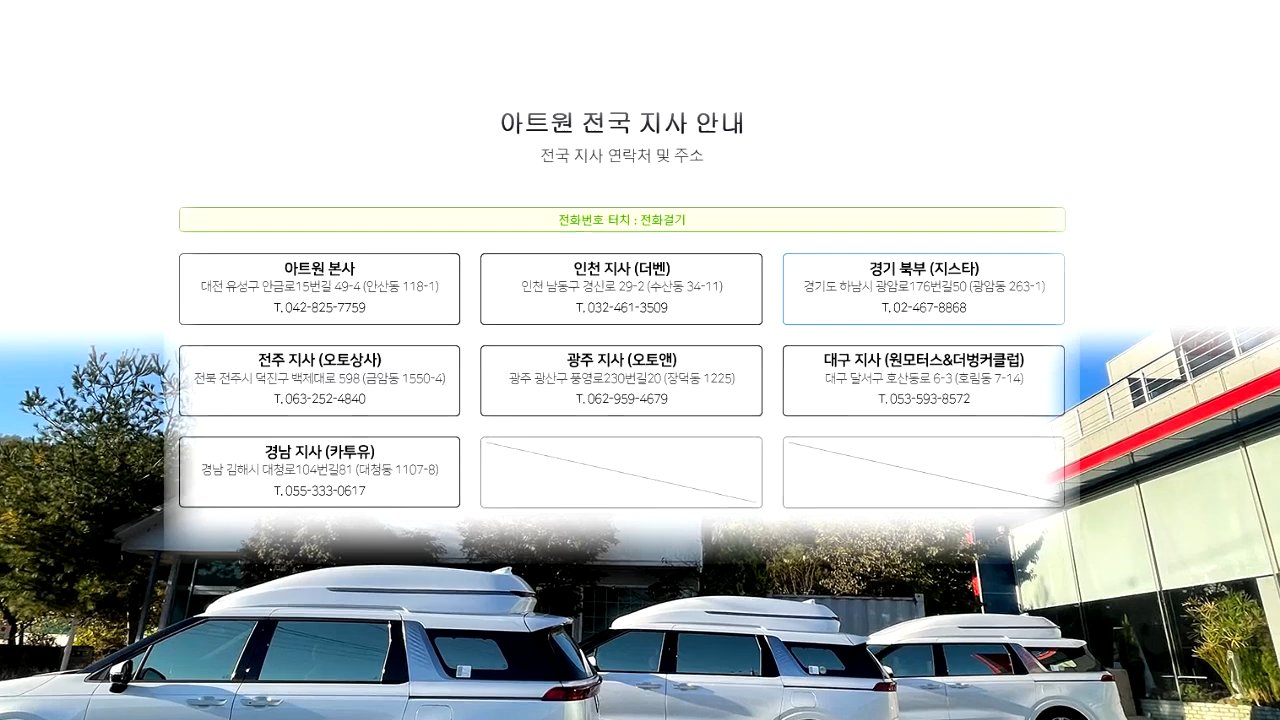 아트원 전국 지사 안내
전국 지사 연락처 및 주소
전화번호 터치 : 전화걸기
아트원 본사
대전 유성구 안금로15번길 49-4 (안산동 118-1)
T. 042-825-7759
인천 지사 (더벤)
인천 남동구 경신로 29-2 (수산동 34-11)
T. 032-461-3509
경기 북부 (지스타)
경기도 하남시 광암로176번길50 (광암동 263-1)
T. 02-467-8868
전주 지사 (오토상사)
전북 전주시 덕진구 백제대로 598 (금암동 1550-4)
T. 063-252-4840
광주 지사 (오토앤)
광주 광산구 풍영로230번길20 (장덕동 1225)
T. 062-959-4679
대구 지사 (원모터스&더벙커클럽)
대구 달서구 호산동로 6-3 (호림동 7-14)
T. 053-593-8572
경남 지사 (카투유)
경남 김해시 대청로104번길81 (대청동 1107-8)
T. 055-333-0617